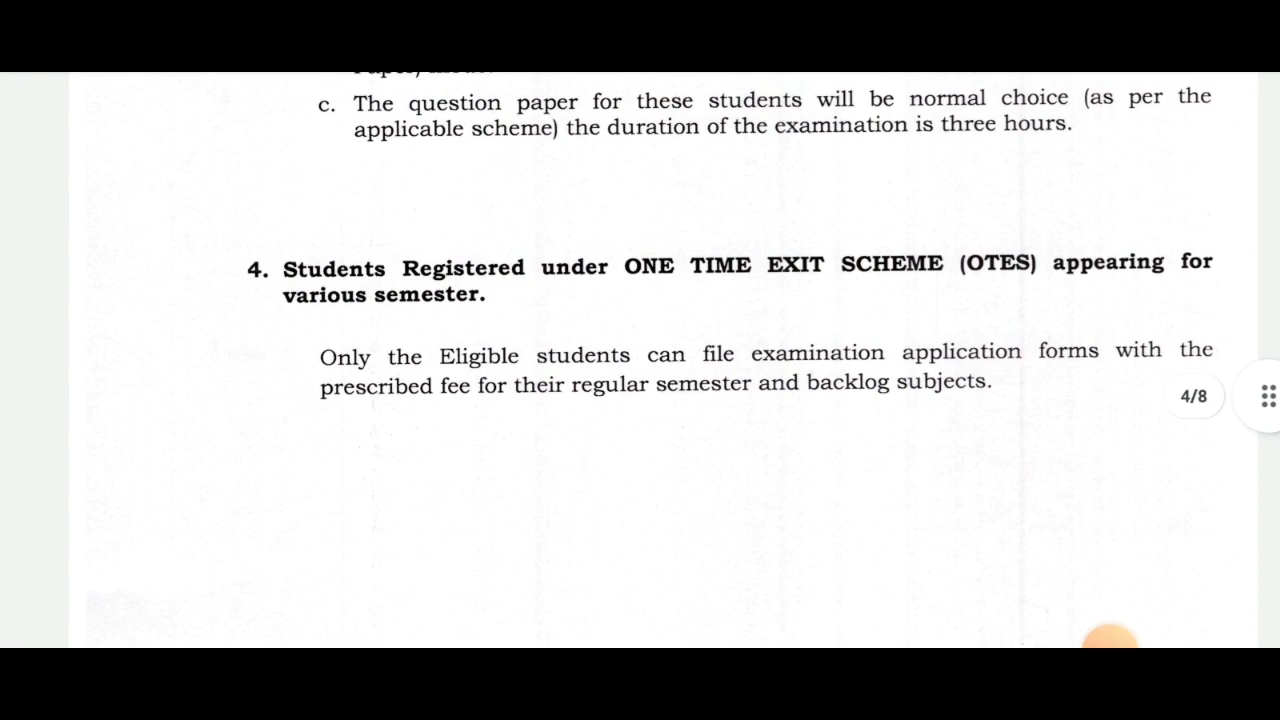 c. The question paper for these students will be normal choice (as per the
applicable scheme) the duration of the examination is three hours.
4. Students Registered under ONE TIME EXIT SCHEME (OTES) appearing for
various semester.
Only the Eligible students can file examination application forms with the
prescribed fee for their regular semester and backlog subjects.
4/8